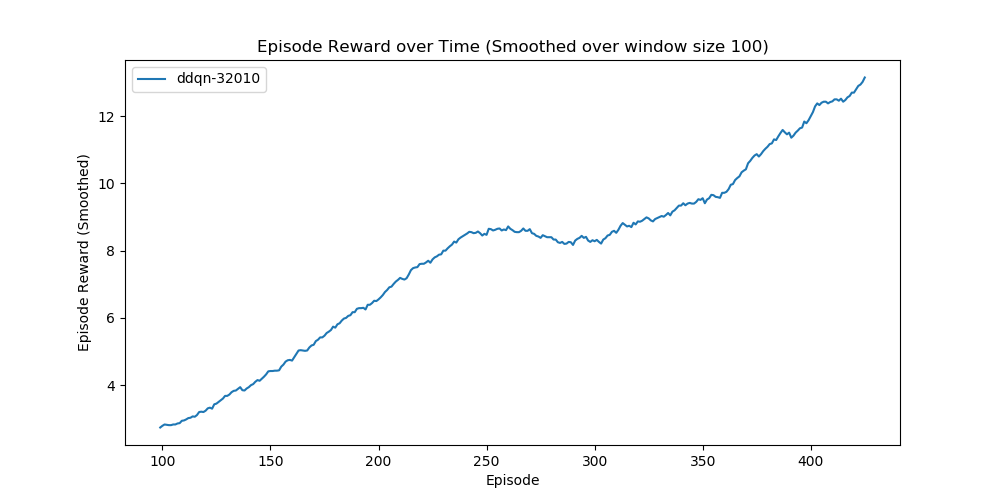 Episode Reward over Time (Smoothed over window size 100)
ddqn-32010
Episode Reward (Smoothed)
12
10
8
6
4
100 150 200 250 300 350 400
Episode